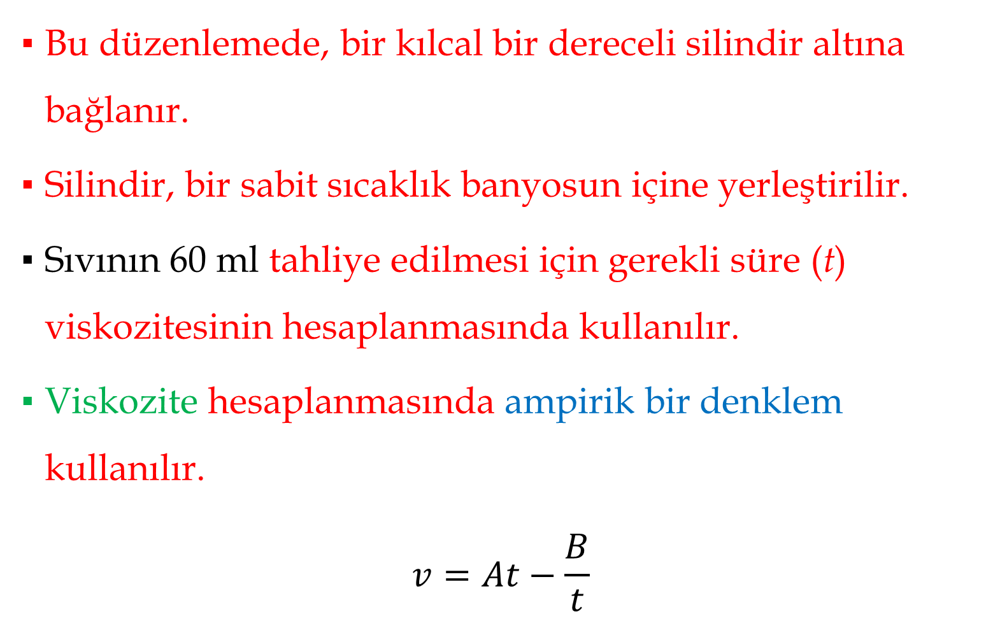 ▪ Bu düzenlemede, bir kılcal bir dereceli silindir altına
bağlanır.
▪ Silindir, bir sabit sıcaklık banyosun içine yerleştirilir.
▪ Sıvının 60 ml tahliye edilmesi için gerekli süre (t)
viskozitesinin hesaplanmasında kullanılır.
▪ Viskozite hesaplanmasında ampirik bir denklem
kullanılır.
v = At − B/t